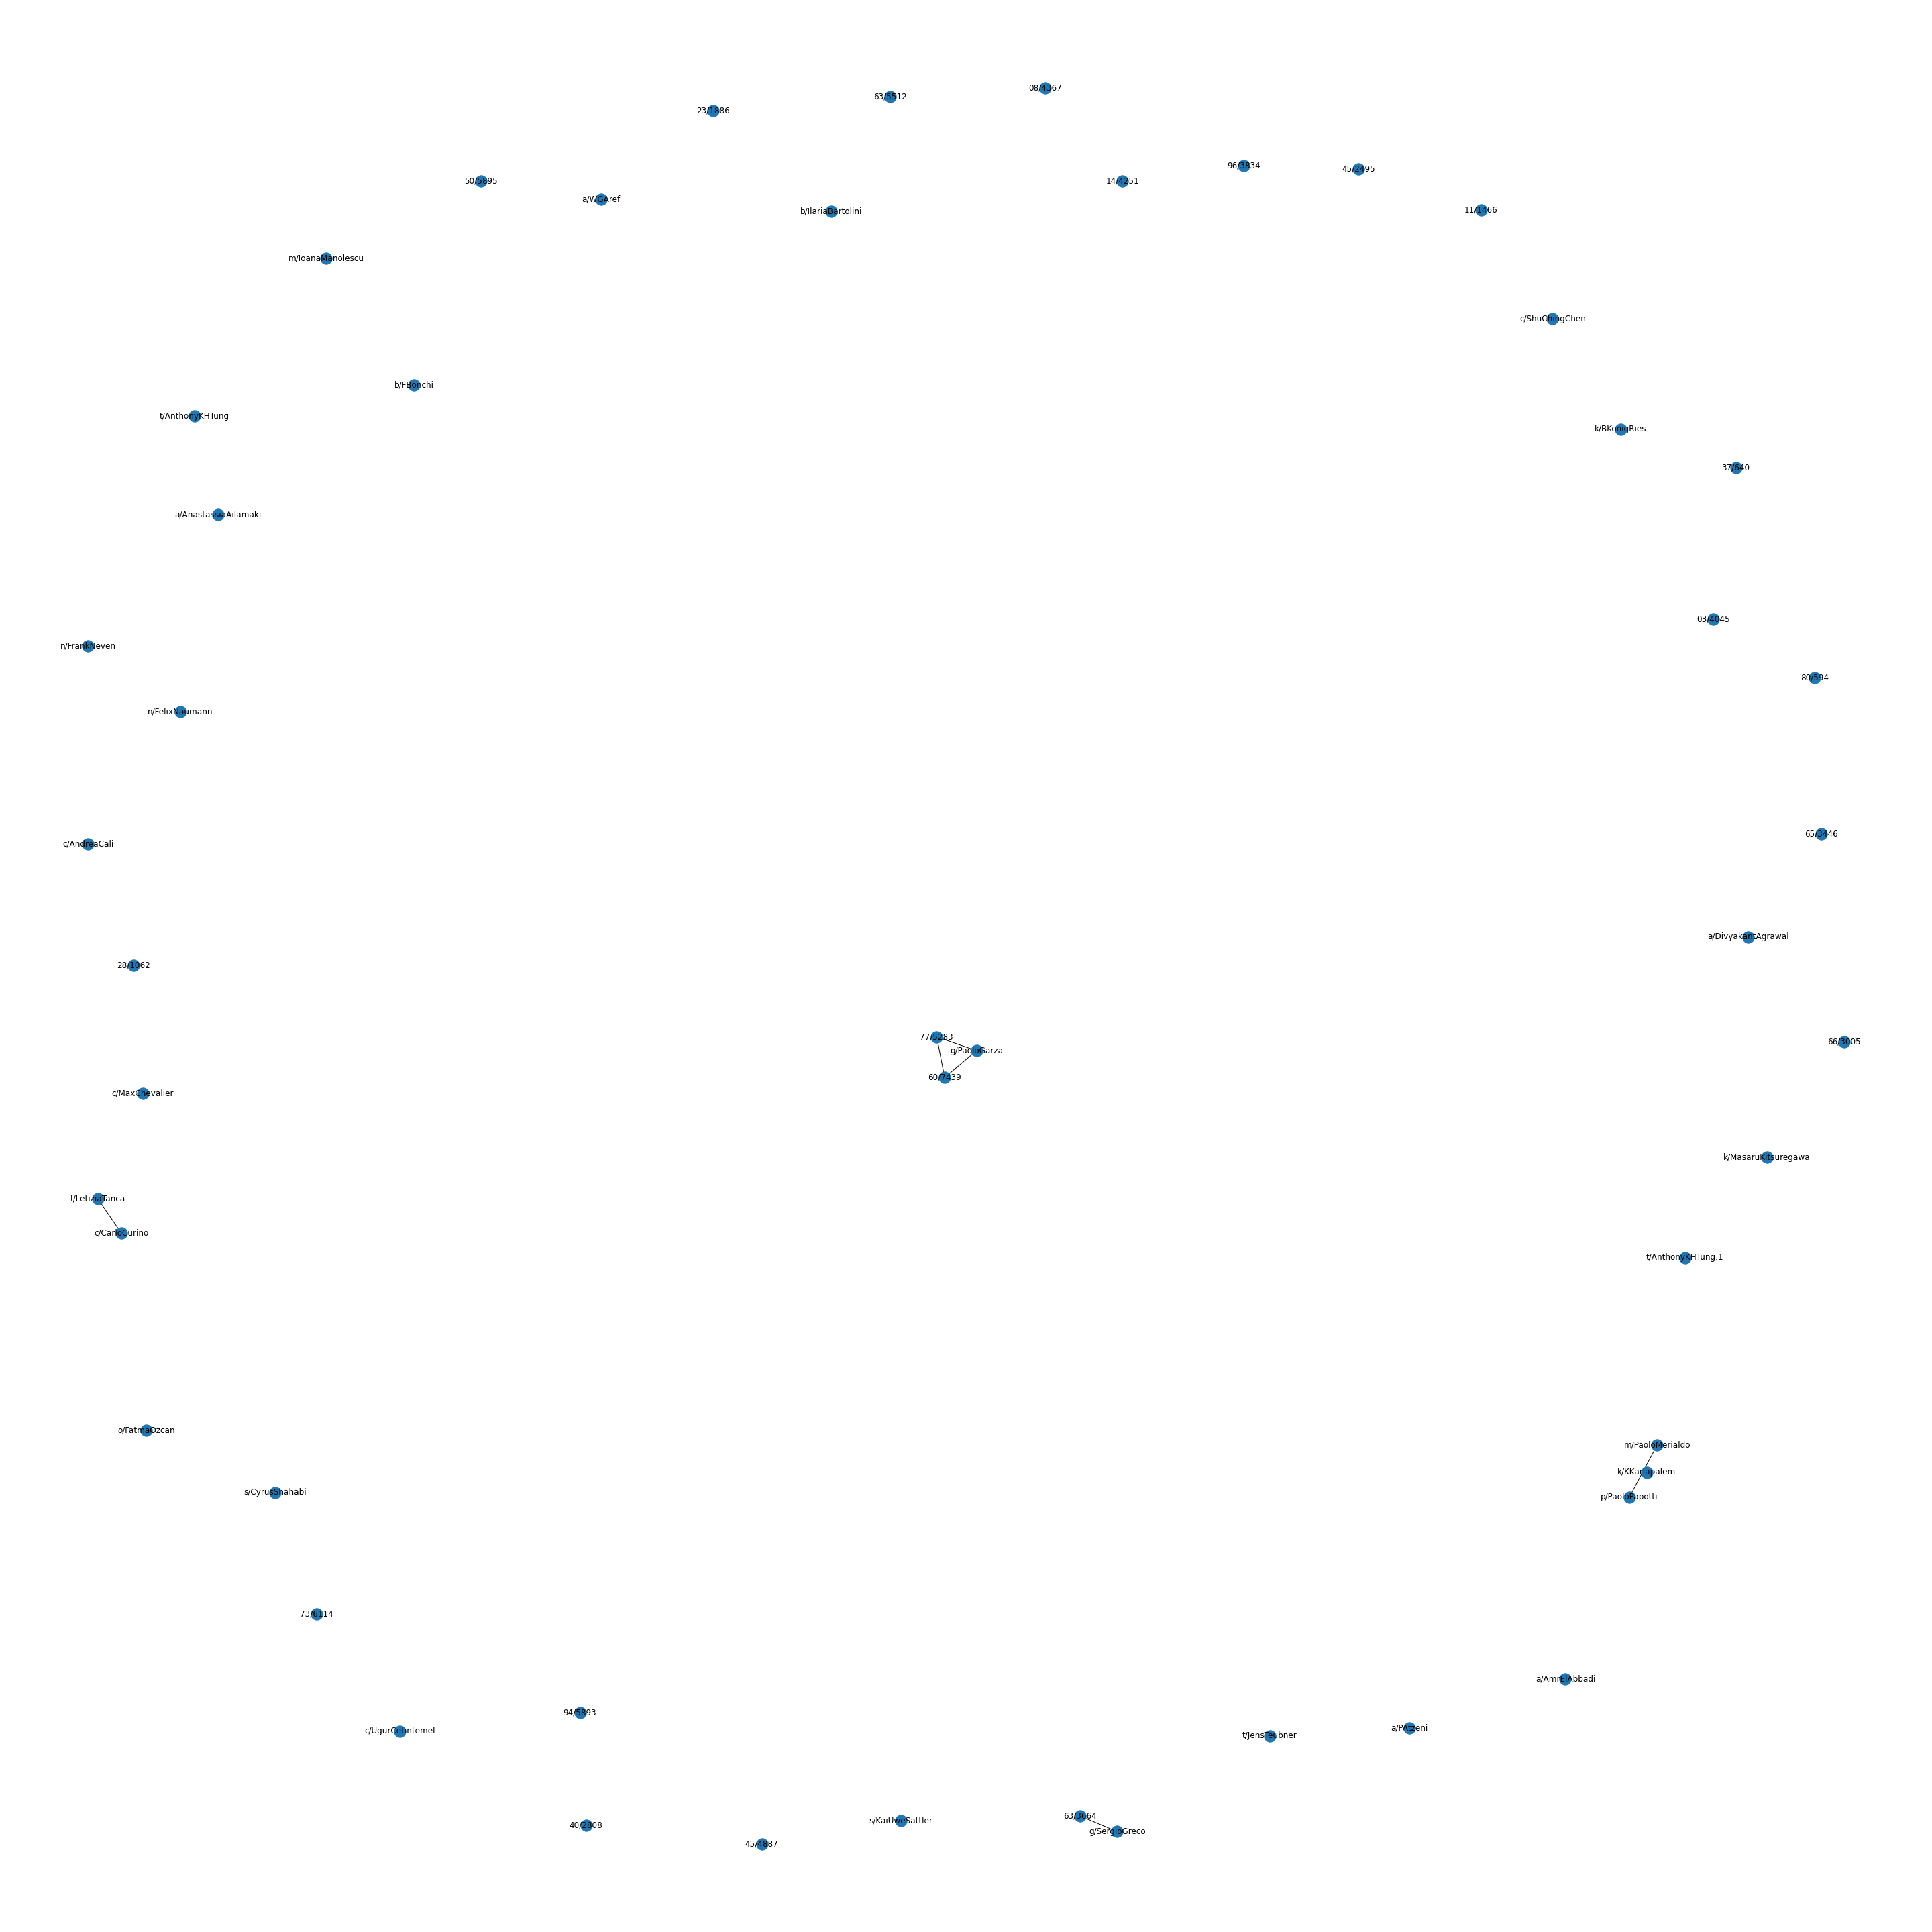 08/4367
63/5512
23/1886
96/3834
45/2495
50/5895
14/4251
a/WGAref
11/1466
b/IlariaBartolini
m/IoanaManolescu
c/ShuChingChen
b/FBonchi
t/AnthonyKHTung
k/BKonigRies
37/640
a/AnastassiaAilamaki
03/4045
n/FrankNeven
80/594
n/FelixNaumann
65/3446
c/AndreaCali
a/DivyakantAgrawal
28/1062
77/5283
66/3005
g/PaoloGarza
60/7439
c/MaxChevalier
k/MasaruKitsuregawa
t/LetiziaTanca
c/CarloCurino
t/AnthonyKHTung.1
o/FatmaOzcan
m/PaoloMerialdo
k/KKarlapalem
s/CyrusShahabi
p/PaoloPapotti
73/6114
a/AmrElAbbadi
94/5893
a/PAtzeni
c/UgurCetintemel
t/JensTeubner
63/3664
s/KaiUweSattler
40/2808
g/SergioGreco
45/4887